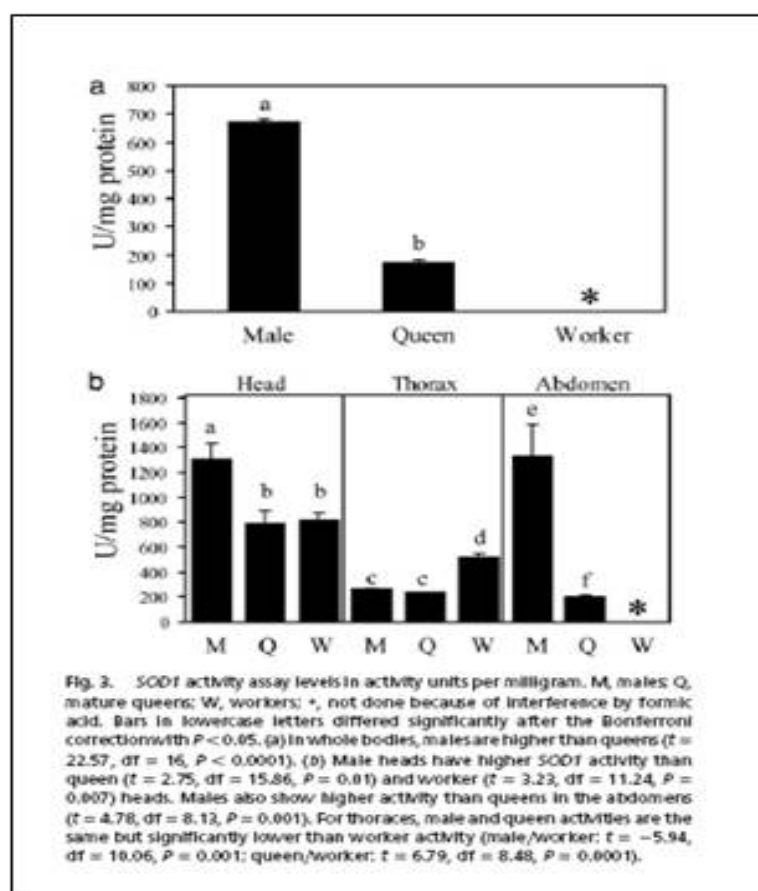 a
800
700
600
500
400
300
200
100
0
U/mg protein
a
b
*
Male Queen Worker
b
Head Thorax Abdomen
1800
1600
1400
1200
1000
800
600
400
200
0
U/mg protein
a b b c c d e f *
M Q W M Q W M Q W
Fig. 3. SOD1 activity assay levels in activity units per milligram. M, males; Q,
mature queens; W, workers; *, not done because of interference by formic
acid. Bars in lowercase letters differed significantly after the Bonferroni
correctionwith P < 0.05. (a) In whole bodies, males are higher than queens (t =
22.57, df = 16, P < 0.0001). (b) Male heads have higher SOD1 activity than
queen (t = 2.75, df = 15.86, P = 0.01) and worker (t = 3.23, df = 11.24, P =
0.007) heads. Males also show higher activity than queens in the abdomens
(t = 4.78, df = 8.13, P = 0.001). For thoraces, male and queen activities are the
same but significantly lower than worker activity (male/worker: t = −5.94,
df = 10.06, P = 0.001; queen/worker: t = 6.79, df = 8.48, P = 0.0001).